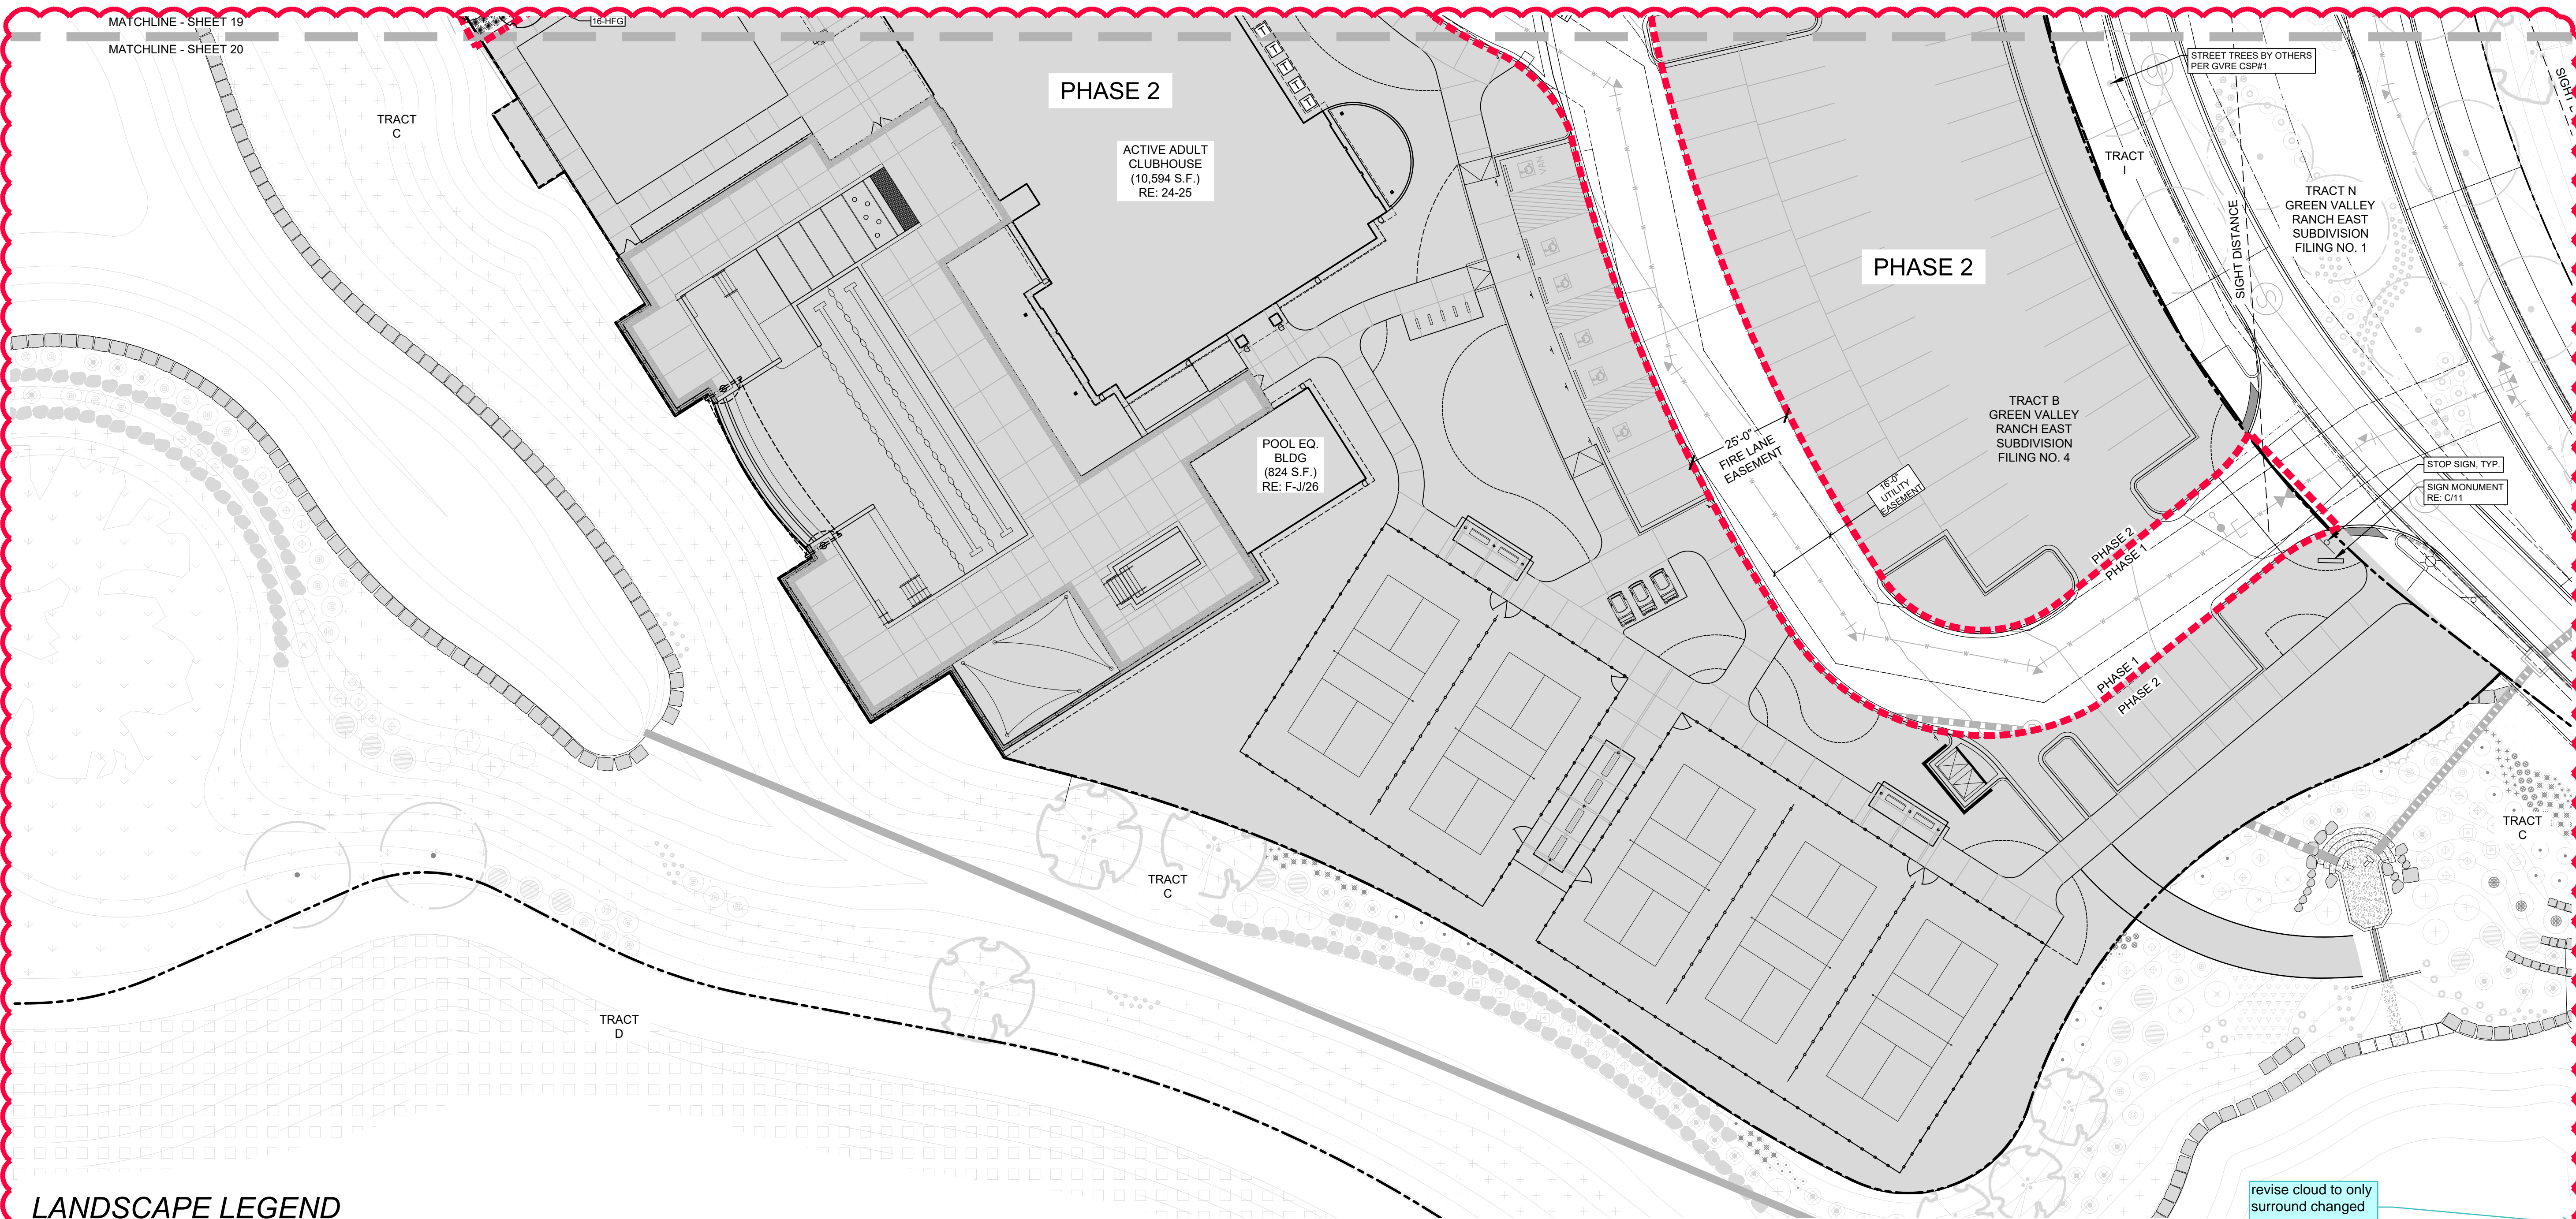 MATCHLINE - SHEET 19
MATCHLINE - SHEET 20
16-HFG
PHASE 2
ACTIVE ADULT
CLUBHOUSE
(10,594 S.F.)
RE: 24-25
TRACT
C
VAN
STREET TREES BY OTHERS
PER GVRE CSP#1
SIGHT
TRACT
I
TRACT N
GREEN VALLEY
RANCH EAST
SUBDIVISION
FILING NO. 1
SIGHT DISTANCE
PHASE 2
TRACT B
GREEN VALLEY
RANCH EAST
SUBDIVISION
FILING NO. 4
POOL EQ.
BLDG
(824 S.F.)
RE: F-J/26
25'-0"
FIRE LANE
EASEMENT
16'-0"
UTILITY
EASEMENT
STOP SIGN, TYP.
SIGN MONUMENT
RE: C/11
PHASE 2
PHASE 1
PHASE 1
PHASE 2
TRACT
C
TRACT
C
TRACT
D
LANDSCAPE LEGEND
revise cloud to only
surround changed